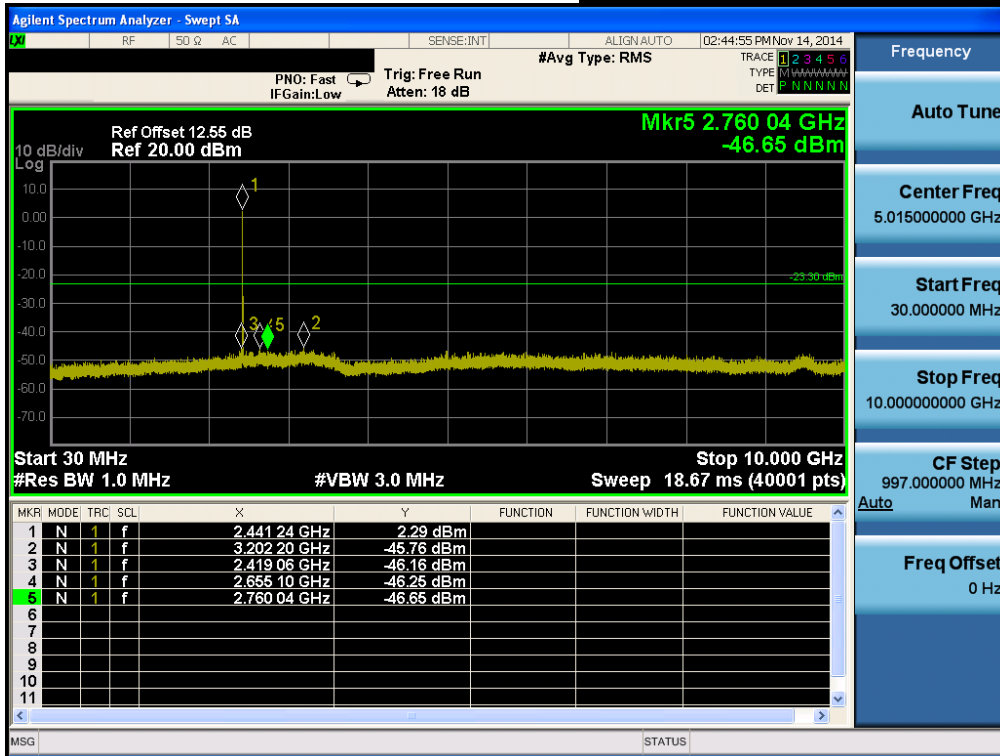 Agilent Spectrum Analyzer - Swept SA
LXI RF 50 Ω AC SENSE:INT ALIGN AUTO 02:44:55 PM Nov 14, 2014
#Avg Type: RMS
TRACE 1 2 3 4 5 6
TYPE M WWWWW
DET P N N N N N
PNO: Fast
IFGain:Low
Trig: Free Run
Atten: 18 dB
Mkr5 2.760 04 GHz
-46.65 dBm
Ref Offset 12.55 dB
10 dB/div Ref 20.00 dBm
Log
10.0
0.00
-10.0
-20.0
-30.0
-40.0
-50.0
-60.0
-70.0
1
-23.30 dBm
3 5 2
Start 30 MHz Stop 10.000 GHz
#Res BW 1.0 MHz #VBW 3.0 MHz Sweep 18.67 ms (40001 pts)
MKR MODE TRC SCL X Y FUNCTION FUNCTION WIDTH FUNCTION VALUE
1 N 1 f 2.441 24 GHz 2.29 dBm
2 N 1 f 3.202 20 GHz -45.76 dBm
3 N 1 f 2.419 06 GHz -46.16 dBm
4 N 1 f 2.655 10 GHz -46.25 dBm
5 N 1 f 2.760 04 GHz -46.65 dBm
6
7
8
9
10
11
MSG STATUS
Frequency
Auto Tune
Center Freq
5.015000000 GHz
Start Freq
30.000000 MHz
Stop Freq
10.000000000 GHz
CF Step
997.000000 MHz
Auto Man
Freq Offset
0 Hz